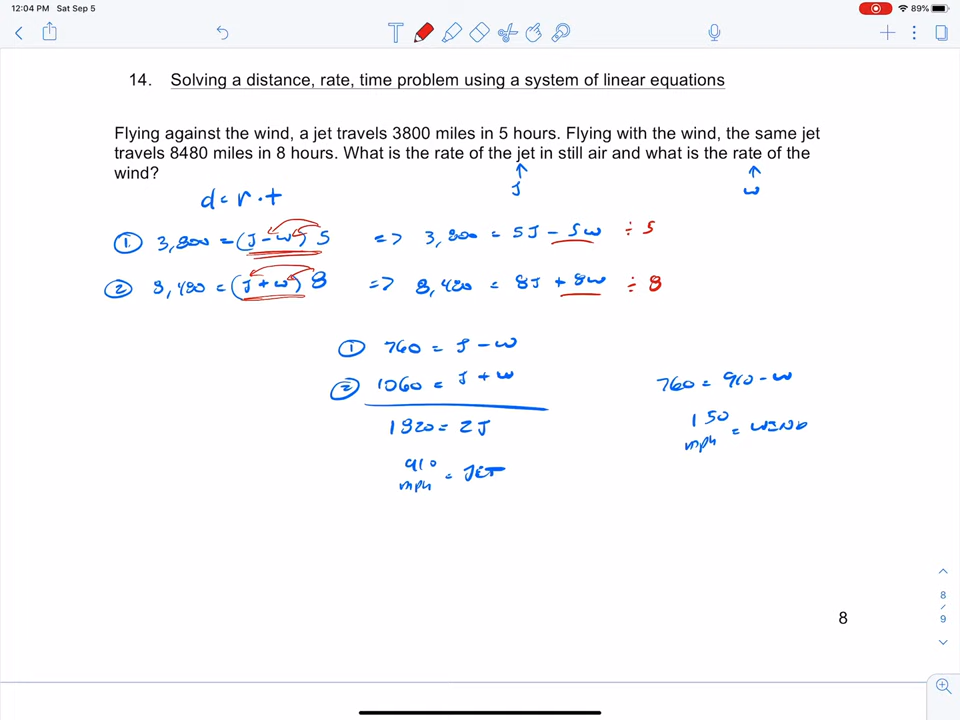 12:04 PM Sat Sep 5
89%
T
14. Solving a distance, rate, time problem using a system of linear equations
Flying against the wind, a jet travels 3800 miles in 5 hours. Flying with the wind, the same jet
travels 8480 miles in 8 hours. What is the rate of the jet in still air and what is the rate of the
wind?
d = r · t
J
w
① 3,800 = (J - w) 5 => 3,800 = 5J - 5w ÷ 5
② 8,480 = (J + w) 8 => 8,480 = 8J + 8w ÷ 8
① 760 = J - w
② 1060 = J + w
1820 = 2J
910 mph = JET
760 = 910 - w
150 mph = WIND
8
8
/
9